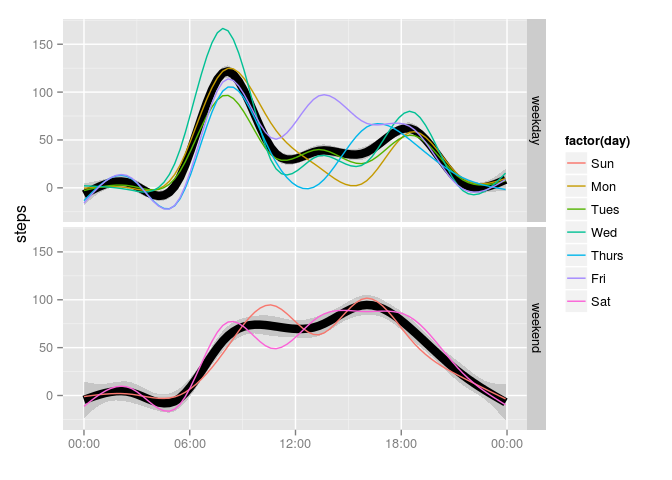 150
100
50
0
weekday
steps
150
100
50
0
weekend
00:00 06:00 12:00 18:00 00:00
factor(day)
Sun
Mon
Tues
Wed
Thurs
Fri
Sat